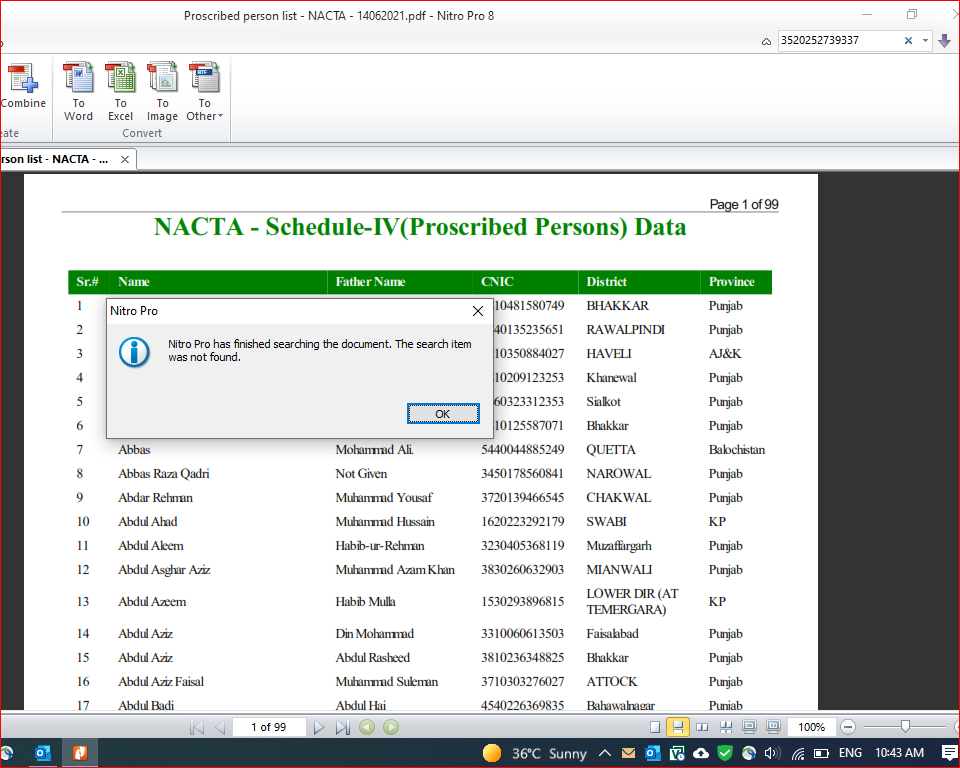 Proscribed person list - NACTA - 14062021.pdf - Nitro Pro 8
3520252739337
Combine
To Word
To Excel
To Image
To Other
eate
Convert
rson list - NACTA - ...
Page 1 of 99
NACTA - Schedule-IV(Proscribed Persons) Data
Sr.# Name Father Name CNIC District Province
1 10481580749 BHAKKAR Punjab
2 40135235651 RAWALPINDI Punjab
3 10350884027 HAVELI AJ&K
4 10209123253 Khanewal Punjab
5 60323312353 Sialkot Punjab
6 10125587071 Bhakkar Punjab
Nitro Pro
Nitro Pro has finished searching the document. The search item
was not found.
OK
7 Abbas Mohammad Ali. 5440044885249 QUETTA Balochistan
8 Abbas Raza Qadri Not Given 3450178560841 NAROWAL Punjab
9 Abdar Rehman Muhammad Yousaf 3720139466545 CHAKWAL Punjab
10 Abdul Ahad Muhammad Hussain 1620223292179 SWABI KP
11 Abdul Aleem Habib-ur-Rehman 3230405368119 Muzaffargarh Punjab
12 Abdul Asghar Aziz Muhammad Azam Khan 3830260632903 MIANWALI Punjab
13 Abdul Azeem Habib Mulla 1530293896815 LOWER DIR (AT
TEMERGARA) KP
14 Abdul Aziz Din Mohammad 3310060613503 Faisalabad Punjab
15 Abdul Aziz Abdul Rasheed 3810236348825 Bhakkar Punjab
16 Abdul Aziz Faisal Muhammad Suleman 3710303276027 ATTOCK Punjab
17 Abdul Badi Abdul Hai 4540226369835 Bahawalnagar Punjab
1 of 99
100%
36°C Sunny
ENG
10:43 AM